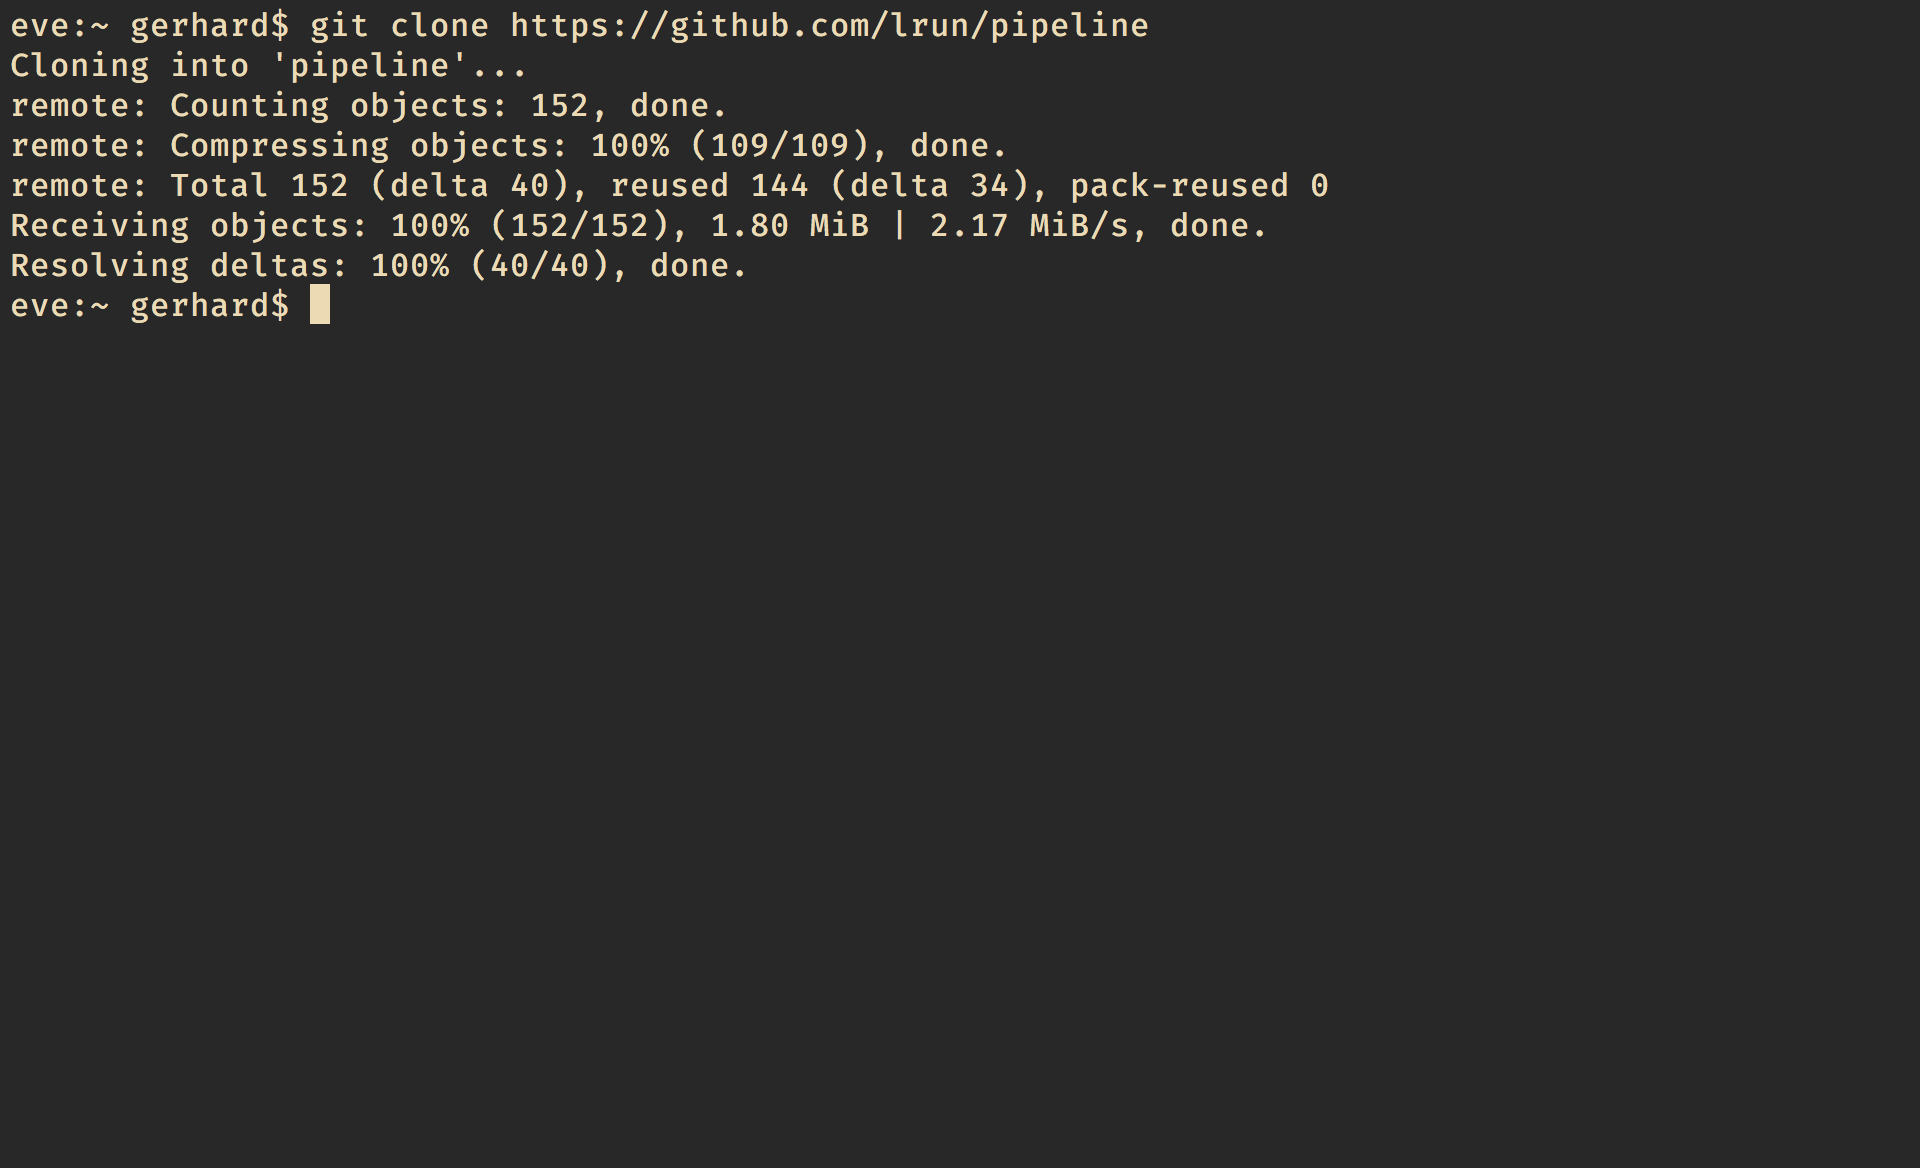 eve:~ gerhard$ git clone https://github.com/lrun/pipeline
Cloning into 'pipeline'...
remote: Counting objects: 152, done.
remote: Compressing objects: 100% (109/109), done.
remote: Total 152 (delta 40), reused 144 (delta 34), pack-reused 0
Receiving objects: 100% (152/152), 1.80 MiB | 2.17 MiB/s, done.
Resolving deltas: 100% (40/40), done.
eve:~ gerhard$